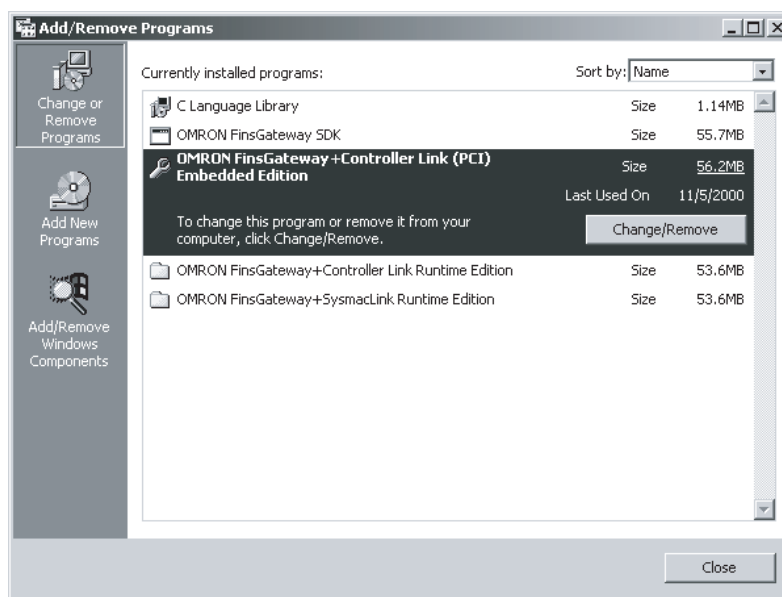 Add/Remove Programs
Change or
Remove
Programs
Add New
Programs
Add/Remove
Windows
Components
Currently installed programs:
Sort by: Name
C Language Library Size 1.14MB
OMRON FinsGateway SDK Size 55.7MB
OMRON FinsGateway+Controller Link (PCI)
Embedded Edition
Size 56.2MB
Last Used On 11/5/2000
To change this program or remove it from your
computer, click Change/Remove.
Change/Remove
OMRON FinsGateway+Controller Link Runtime Edition Size 53.6MB
OMRON FinsGateway+SysmacLink Runtime Edition Size 53.6MB
Close